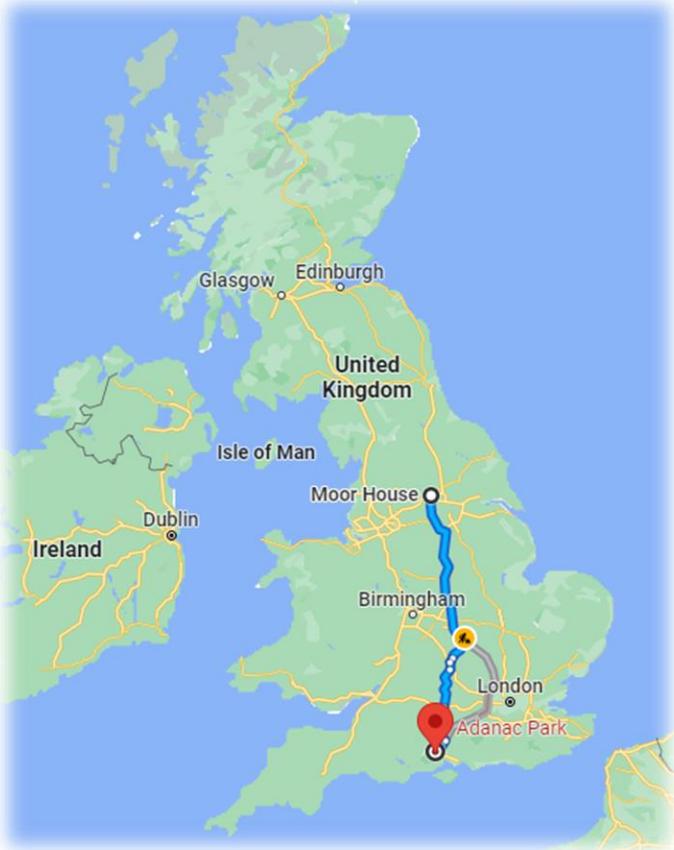 Glasgow
Edinburgh
United
Kingdom
Isle of Man
Moor House
Dublin
Ireland
Birmingham
London
Adanac Park